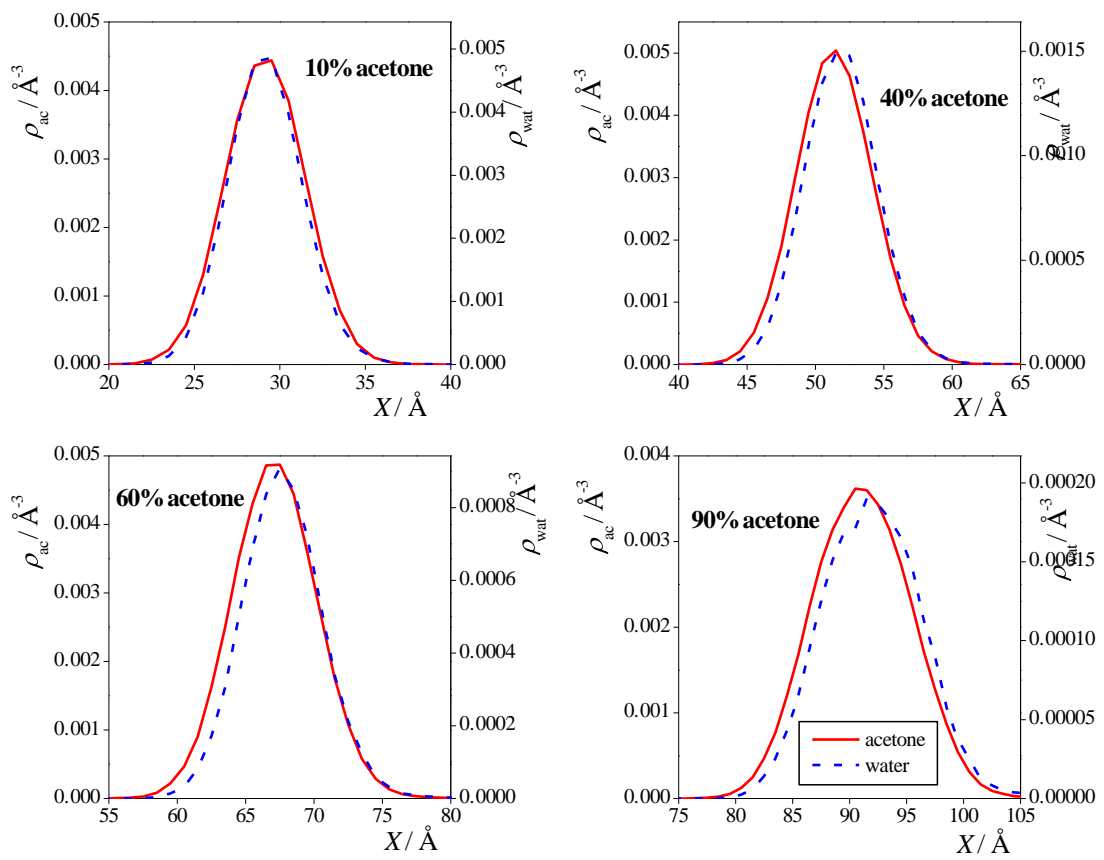 0.005
0.004
0.003
0.002
0.001
0.000
ρac / Å-3
10% acetone
0.005
0.004
0.003
0.002
0.001
0.000
ρwat / Å-3
20 25 30 35 40
X / Å
0.005
0.004
0.003
0.002
0.001
0.000
ρac / Å-3
40% acetone
0.0015
0.0010
0.0005
0.0000
ρwat / Å-3
40 45 50 55 60 65
X / Å
0.005
0.004
0.003
0.002
0.001
0.000
ρac / Å-3
60% acetone
0.0008
0.0006
0.0004
0.0002
0.0000
ρwat / Å-3
55 60 65 70 75 80
X / Å
0.004
0.003
0.002
0.001
0.000
ρac / Å-3
90% acetone
0.00020
0.00015
0.00010
0.00005
0.00000
ρwat / Å-3
acetone
water
75 80 85 90 95 100 105
X / Å